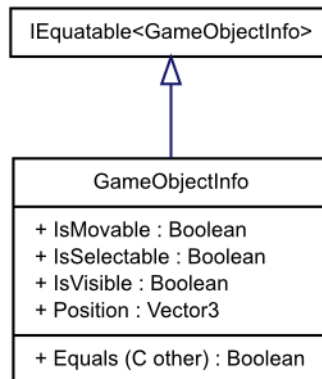 IEquatable<GameObjectInfo>
GameObjectInfo
+ IsMovable : Boolean
+ IsSelectable : Boolean
+ IsVisible : Boolean
+ Position : Vector3
+ Equals (C other) : Boolean